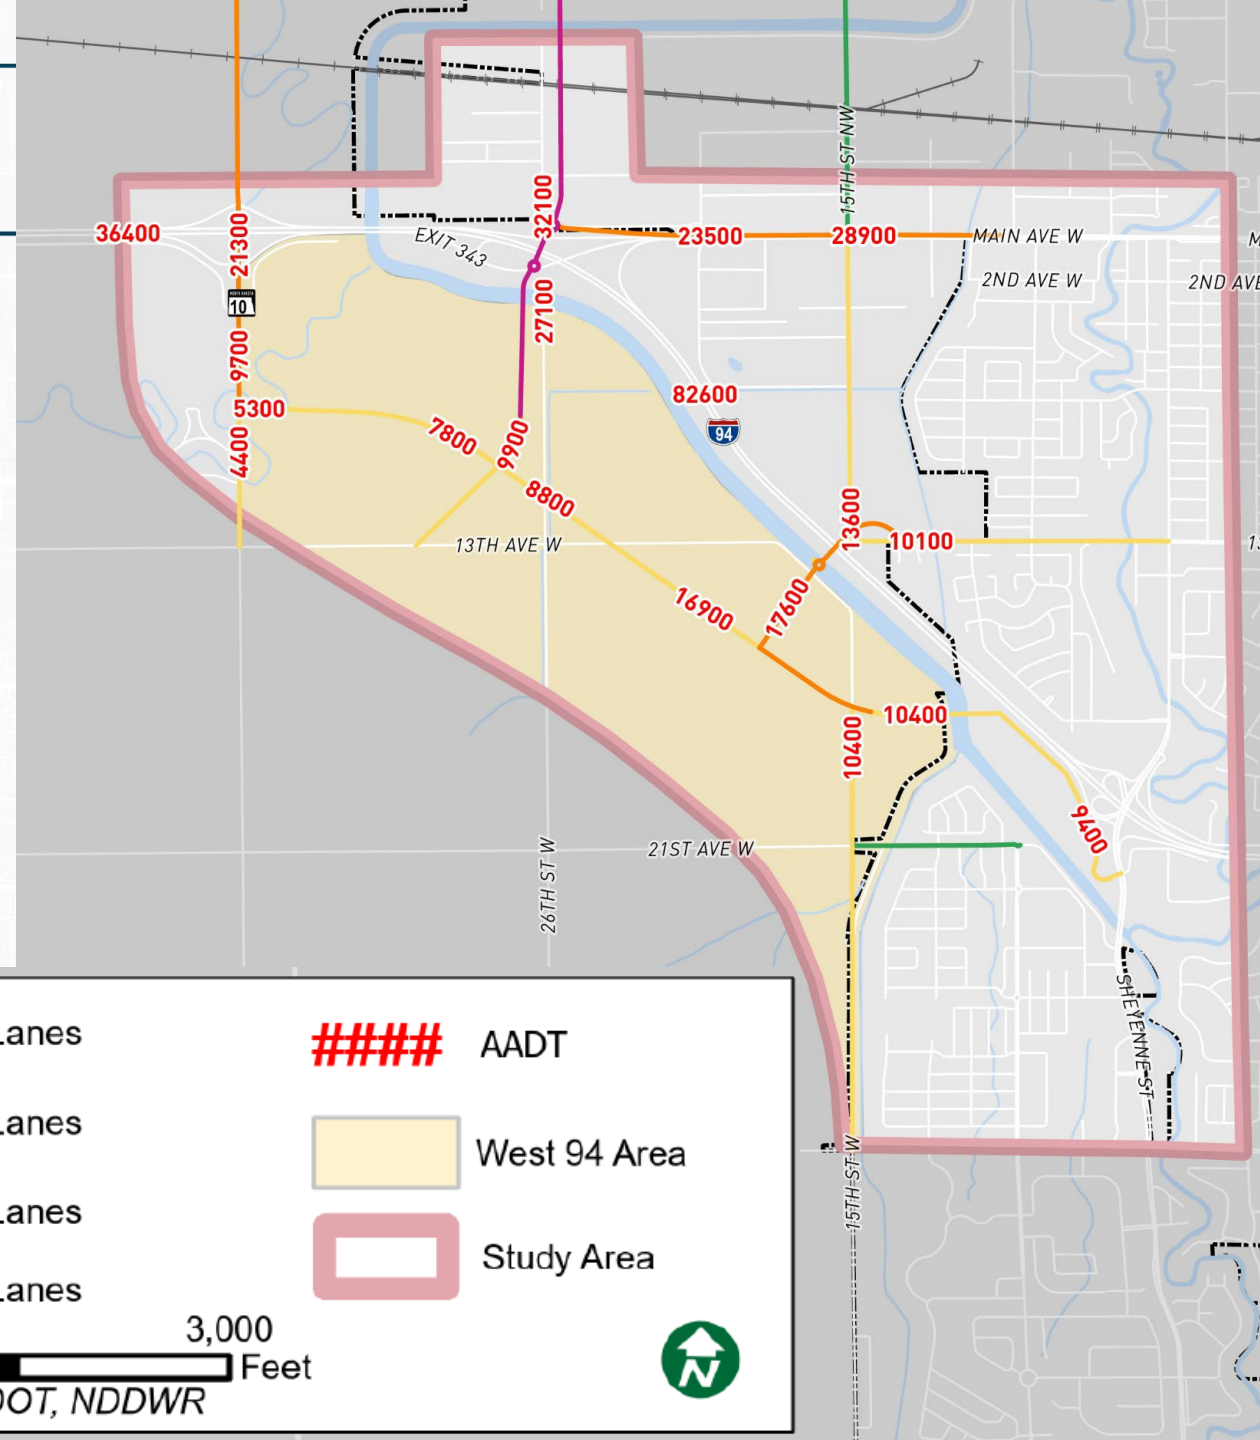 15TH ST NW
32100
36400
21300
EXIT 343
23500
28900
MAIN AVE W
2ND AVE W
2ND AVE
NORTH DAKOTA
10
27100
9700
82600
5300
94
7800
4400
9900
8800
13600
13TH AVE W
10100
13
16900
17600
10400
10400
9400
21ST AVE W
26TH ST W
SHEYENNE ST
15TH ST W
Lanes
#### AADT
Lanes
West 94 Area
Lanes
Study Area
Lanes
3,000
Feet
N
DOT, NDDWR